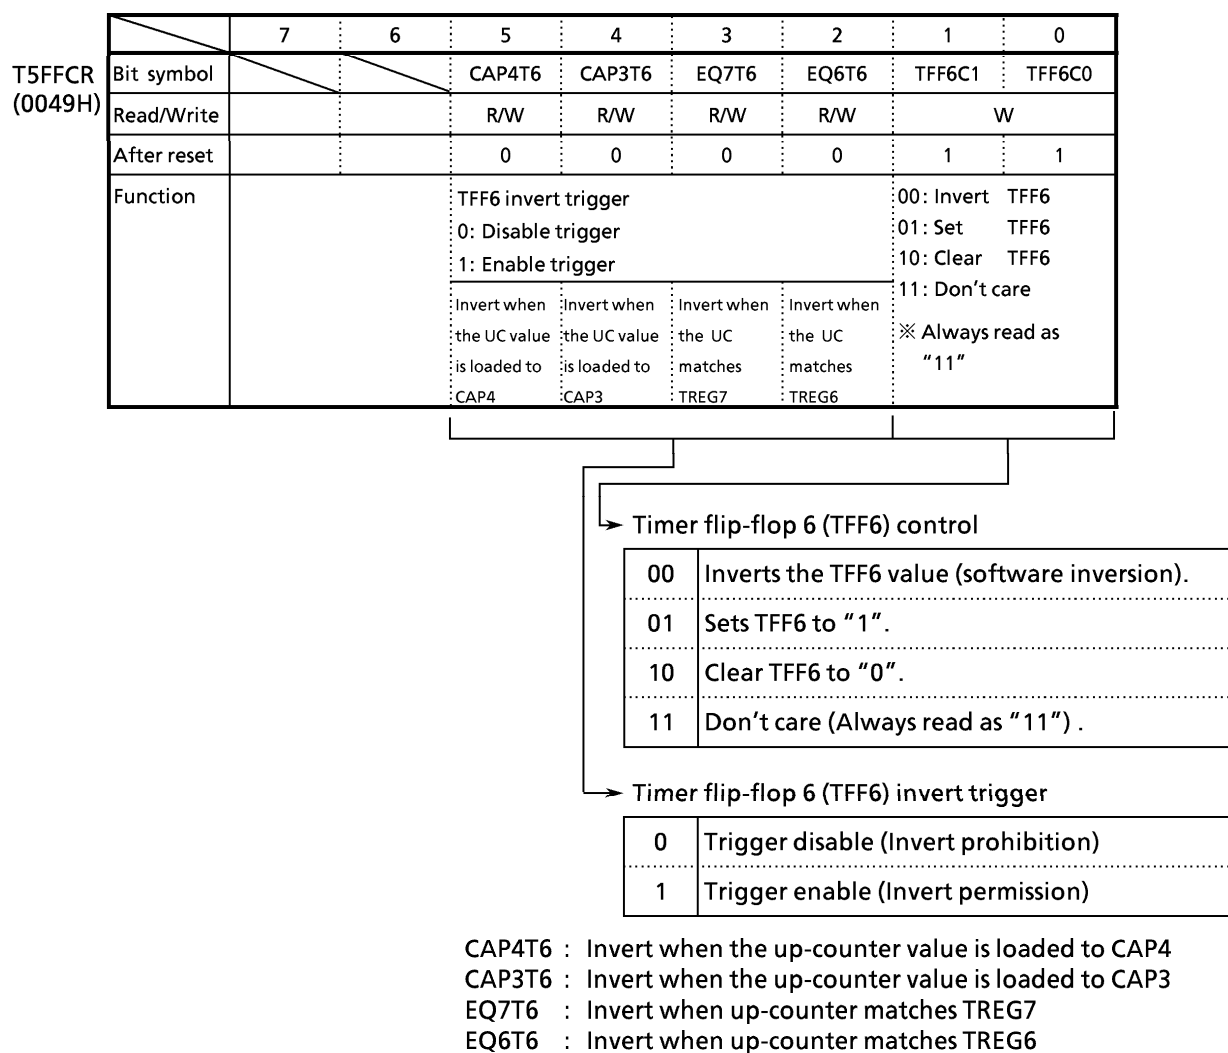 7 6 5 4 3 2 1 0
T5FFCR
(0049H)
Bit symbol CAP4T6 CAP3T6 EQ7T6 EQ6T6 TFF6C1 TFF6C0
Read/Write R/W R/W R/W R/W W
After reset 0 0 0 0 1 1
Function
TFF6 invert trigger
0: Disable trigger
1: Enable trigger
Invert when
the UC value
is loaded to
CAP4
Invert when
the UC value
is loaded to
CAP3
Invert when
the UC
matches
TREG7
Invert when
the UC
matches
TREG6
00: Invert TFF6
01: Set TFF6
10: Clear TFF6
11: Don't care
※ Always read as
"11"
Timer flip-flop 6 (TFF6) control
00 Inverts the TFF6 value (software inversion).
01 Sets TFF6 to "1".
10 Clear TFF6 to "0".
11 Don't care (Always read as "11") .
Timer flip-flop 6 (TFF6) invert trigger
0 Trigger disable (Invert prohibition)
1 Trigger enable (Invert permission)
CAP4T6 : Invert when the up-counter value is loaded to CAP4
CAP3T6 : Invert when the up-counter value is loaded to CAP3
EQ7T6 : Invert when up-counter matches TREG7
EQ6T6 : Invert when up-counter matches TREG6